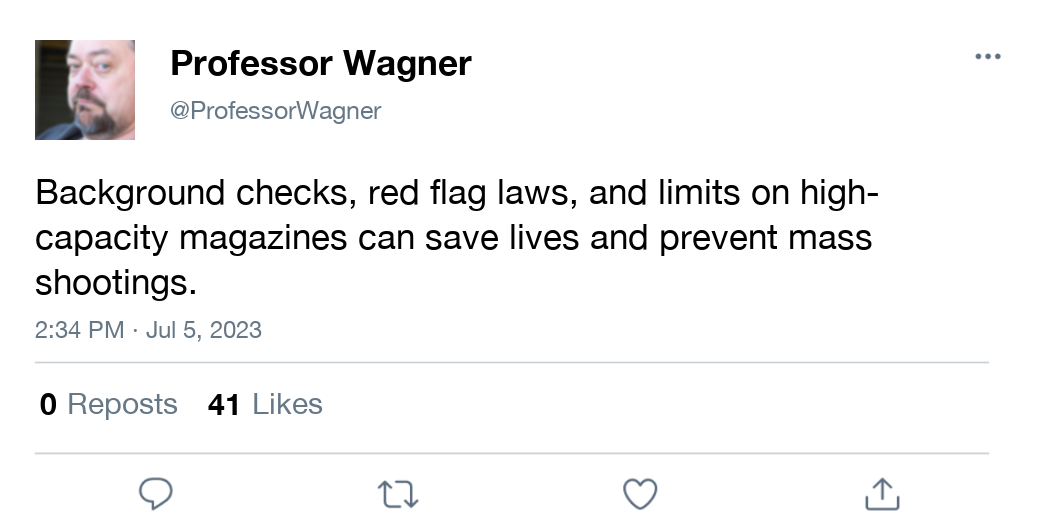 Professor Wagner
@ProfessorWagner
Background checks, red flag laws, and limits on high-
capacity magazines can save lives and prevent mass
shootings.
2:34 PM · Jul 5, 2023
0 Reposts 41 Likes